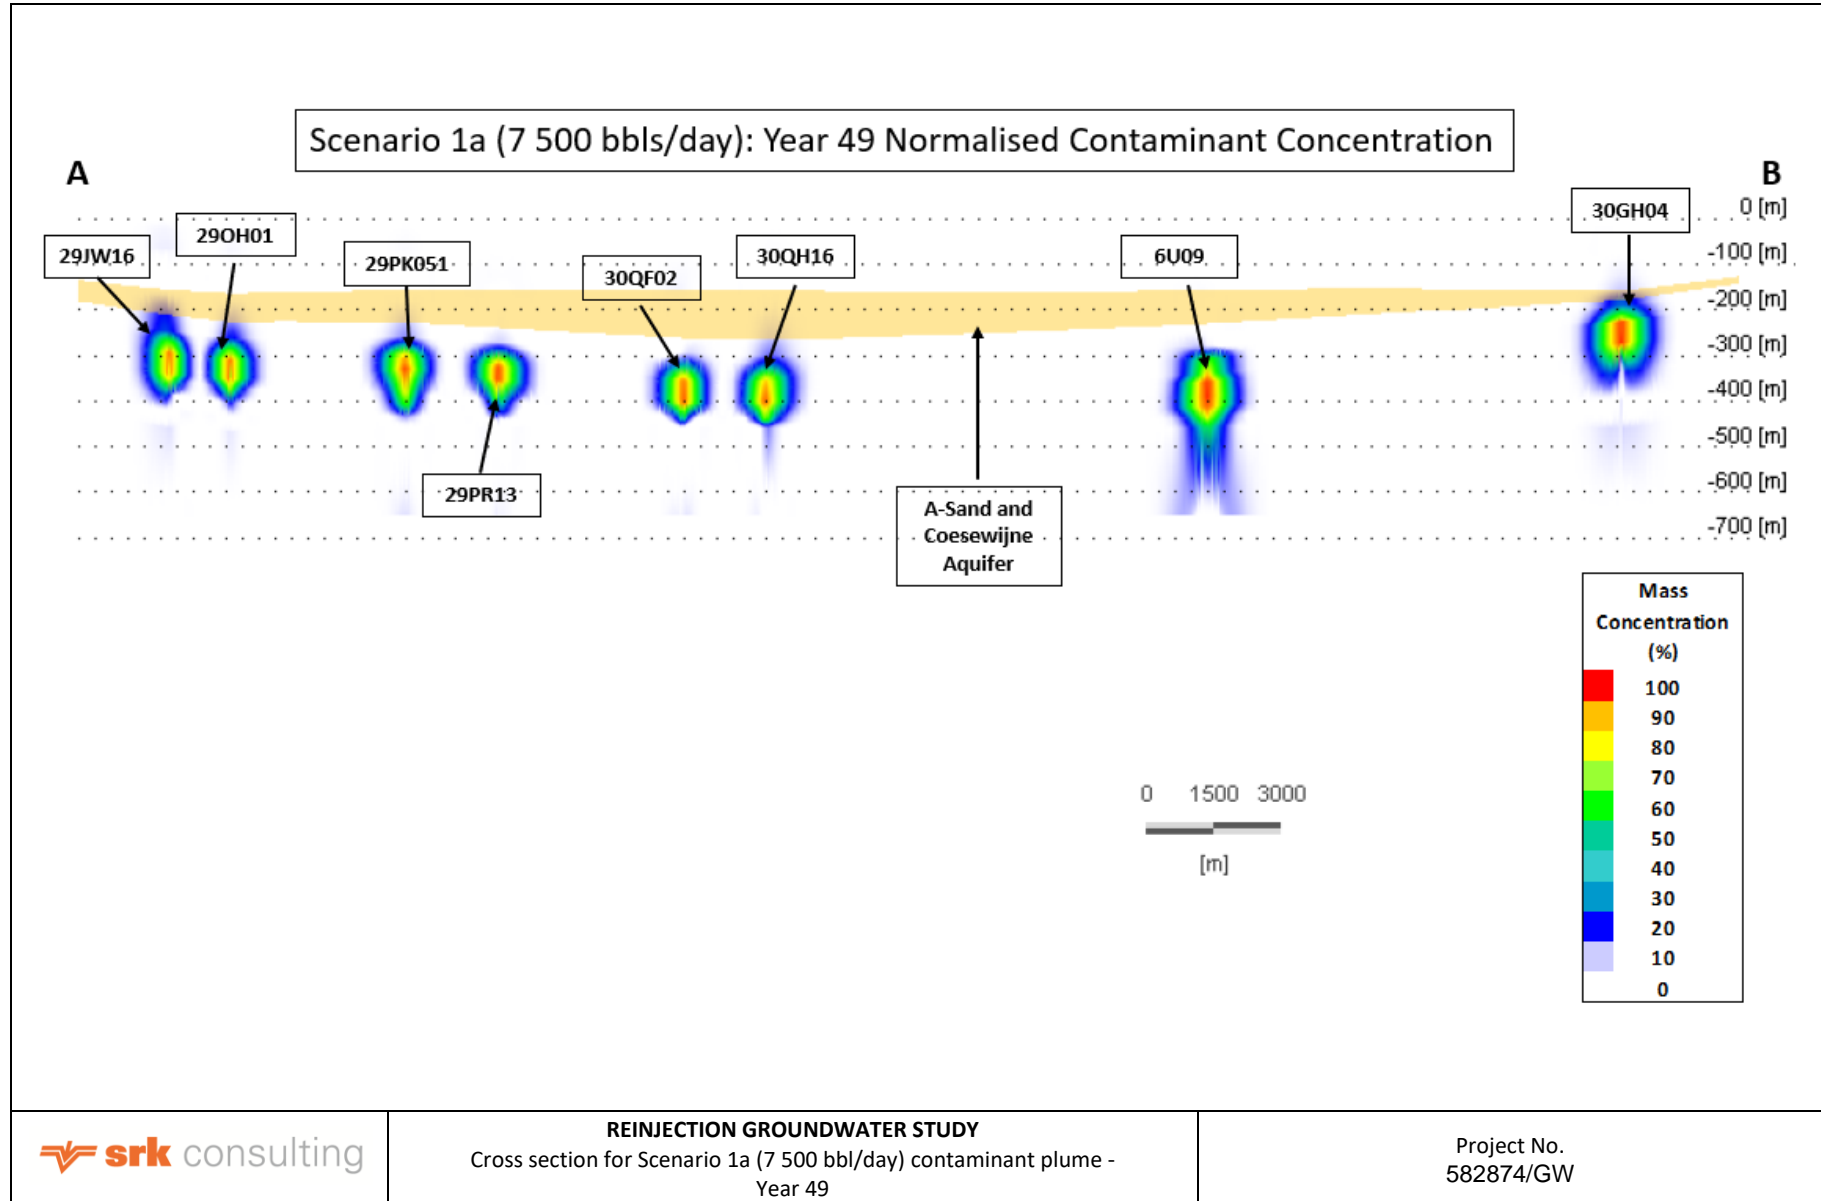 Scenario 1a (7 500 bbls/day): Year 49 Normalised Contaminant Concentration
A
B
29JW16
29OH01
29PK051
30QF02
30QH16
6U09
30GH04
29PR13
A-Sand and
Coesewijne
Aquifer
0 [m]
-100 [m]
-200 [m]
-300 [m]
-400 [m]
-500 [m]
-600 [m]
-700 [m]
Mass
Concentration
(%)
100
90
80
70
60
50
40
30
20
10
0
0 1500 3000
[m]
srk consulting
REINJECTION GROUNDWATER STUDY
Cross section for Scenario 1a (7 500 bbl/day) contaminant plume -
Year 49
Project No.
582874/GW